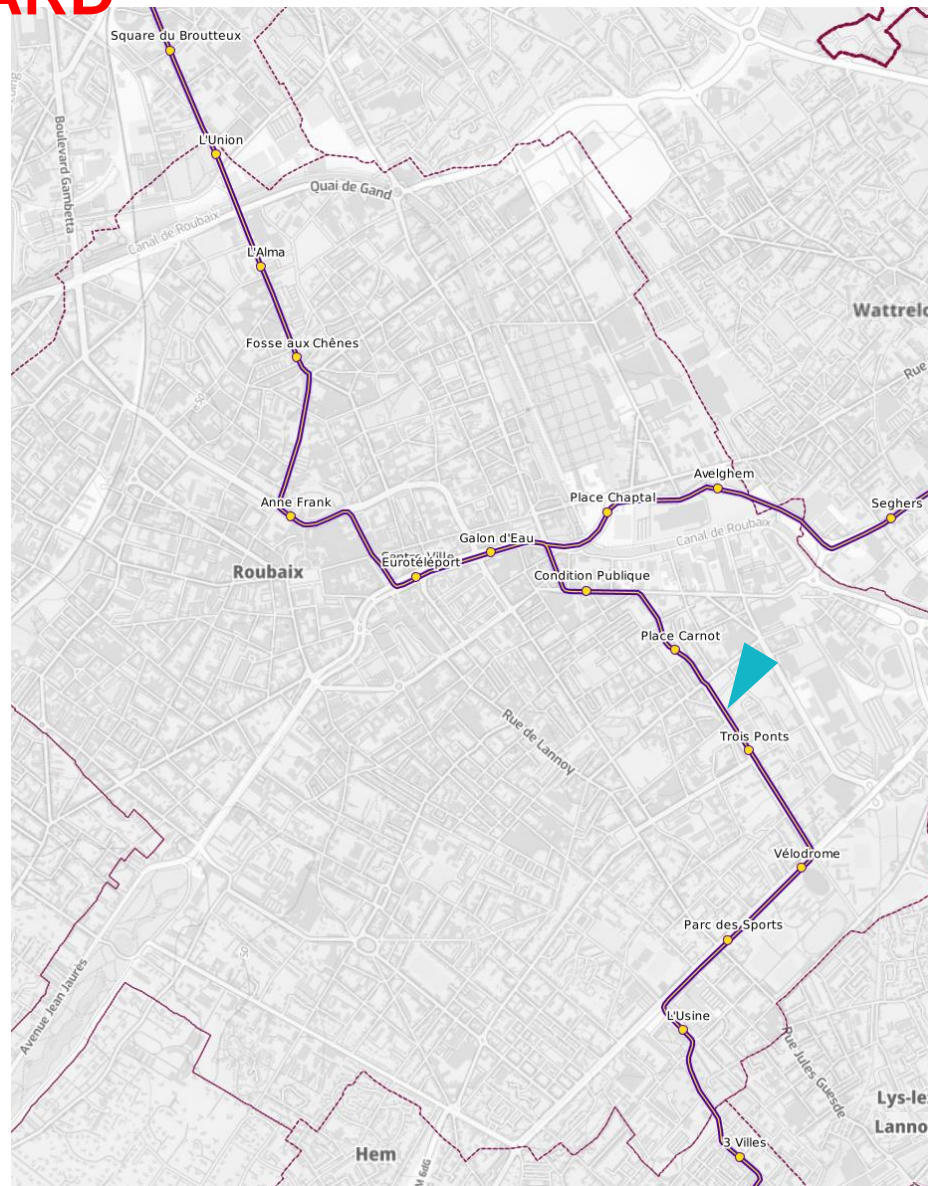 Square du Broutteux
L'Union
Boulevard Gambetta
Quai de Gand
Canal de Roubaix
L'Alma
Wattrelo
Fosse aux Chênes
Rue
Avelghem
Anne Frank
Place Chaptal
Seghers
Canal de Roubaix
Galon d'Eau
Centre Ville
Eurotéléport
Roubaix
Condition Publique
Place Carnot
Rue de Lannoy
Trois Ponts
Vélodrome
Parc des Sports
Avenue Jean Jaurès
L'Usine
Rue Jules Guesde
Lys-le
Lanno
3 Villes
Hem
M 6dG